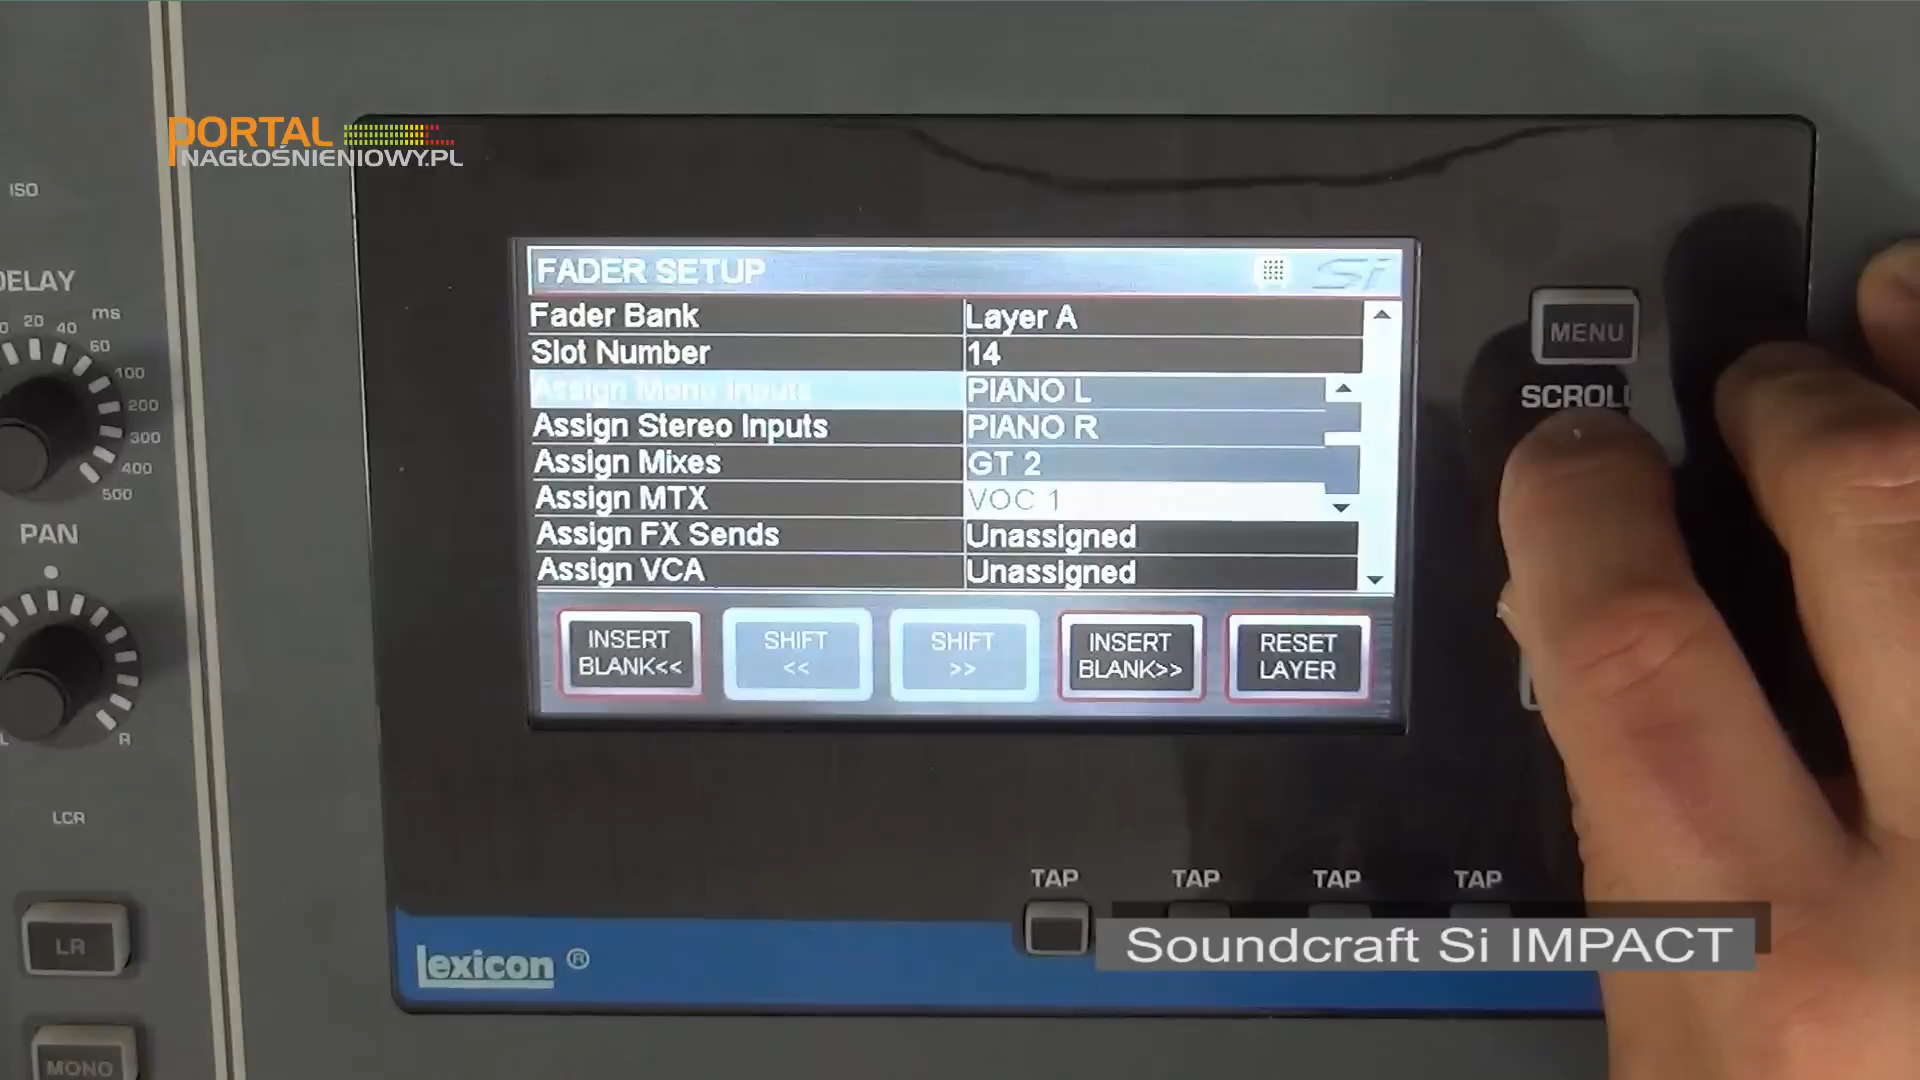 PORTAL
NAGŁOŚNIENIOWY.PL
ISO
DELAY
ms
20
40
60
100
200
300
400
500
PAN
R
LCR
LR
MONO
FADER SETUP
Si
Fader Bank Layer A
Slot Number 14
Assign Mono Inputs PIANO L
Assign Stereo Inputs PIANO R
Assign Mixes GT 2
Assign MTX VOC 1
Assign FX Sends Unassigned
Assign VCA Unassigned
INSERT
BLANK<<
SHIFT
<<
SHIFT
>>
INSERT
BLANK>>
RESET
LAYER
MENU
SCROLL
TAP TAP TAP TAP
lexicon ®
Soundcraft Si IMPACT